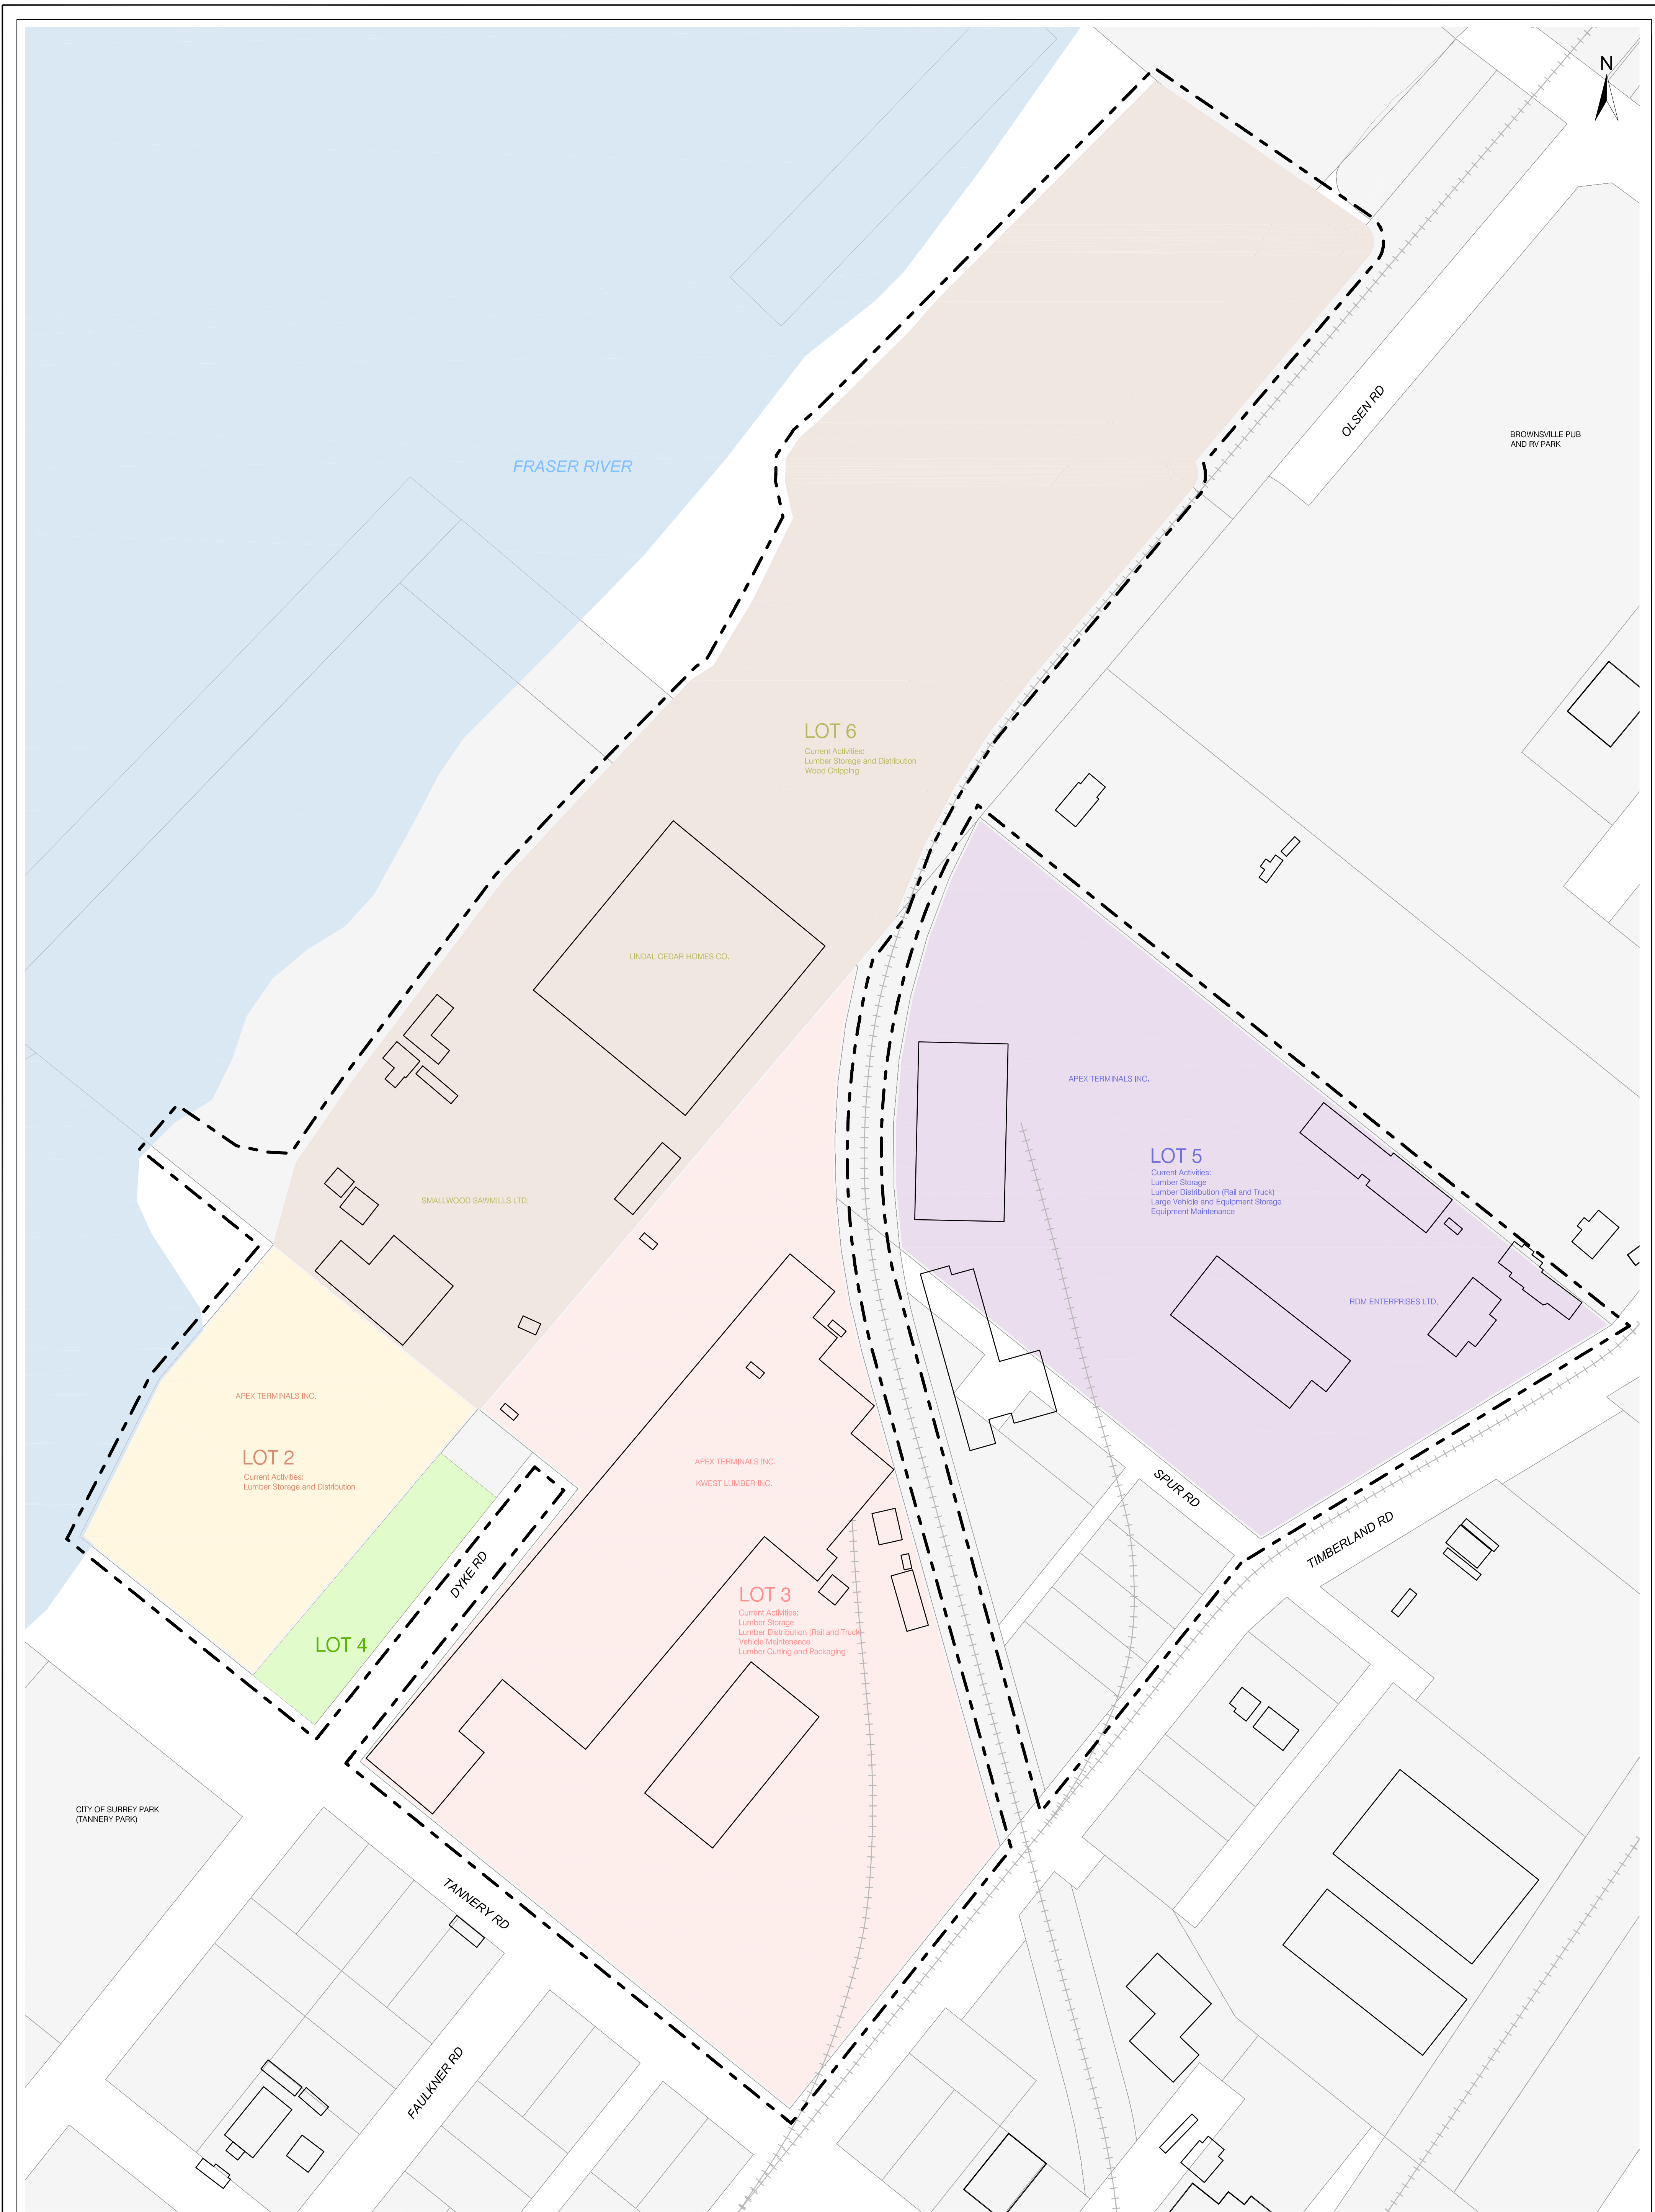 N
OLSEN RD
BROWNSVILLE PUB
AND RV PARK
FRASER RIVER
LOT 6
Current Activities:
Lumber Storage and Distribution
Wood Chipping
LINDAL CEDAR HOMES CO.
APEX TERMINALS INC.
LOT 5
Current Activities:
Lumber Storage
Lumber Distribution (Rail and Truck)
Large Vehicle and Equipment Storage
Equipment Maintenance
SMALLWOOD SAWMILLS LTD.
RDM ENTERPRISES LTD.
APEX TERMINALS INC.
LOT 2
Current Activities:
Lumber Storage and Distribution
APEX TERMINALS INC.
KWEST LUMBER INC.
SPUR RD
TIMBERLAND RD
DYKE RD
LOT 3
Current Activities:
Lumber Storage
Lumber Distribution (Rail and Truck)
Vehicle Maintenance
Lumber Cutting and Packaging
LOT 4
CITY OF SURREY PARK
(TANNERY PARK)
TANNERY RD
FAULKNER RD